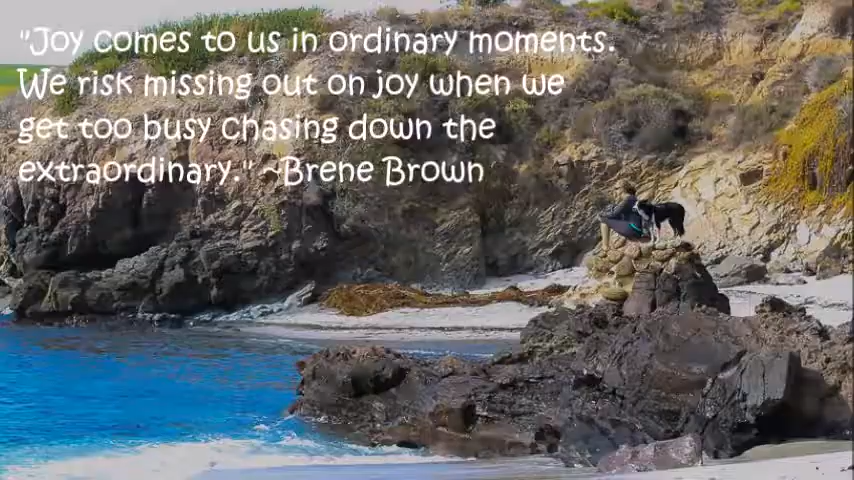 "Joy comes to us in ordinary moments.
We risk missing out on joy when we
get too busy chasing down the
extraordinary." ~Brene Brown